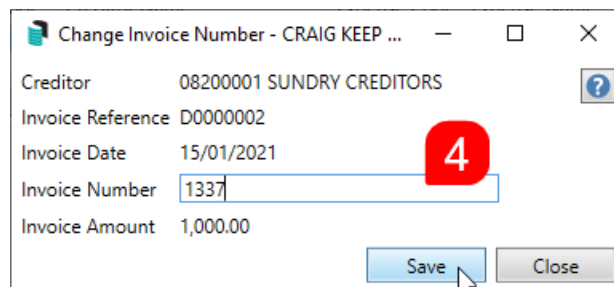 Change Invoice Number - CRAIG KEEP ...
Creditor 08200001 SUNDRY CREDITORS
?
Invoice Reference D0000002
Invoice Date 15/01/2021
4
Invoice Number 1337
Invoice Amount 1,000.00
Save Close